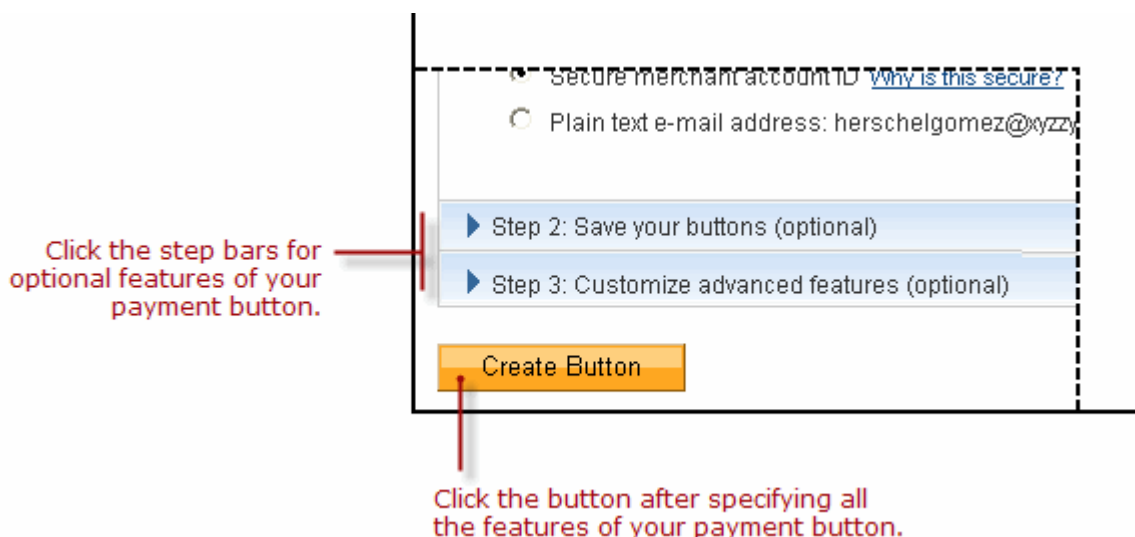 Secure merchant account ID Why is this secure?
Plain text e-mail address: herschelgomez@xyzzy
Step 2: Save your buttons (optional)
Step 3: Customize advanced features (optional)
Click the step bars for
optional features of your
payment button.
Create Button
Click the button after specifying all
the features of your payment button.